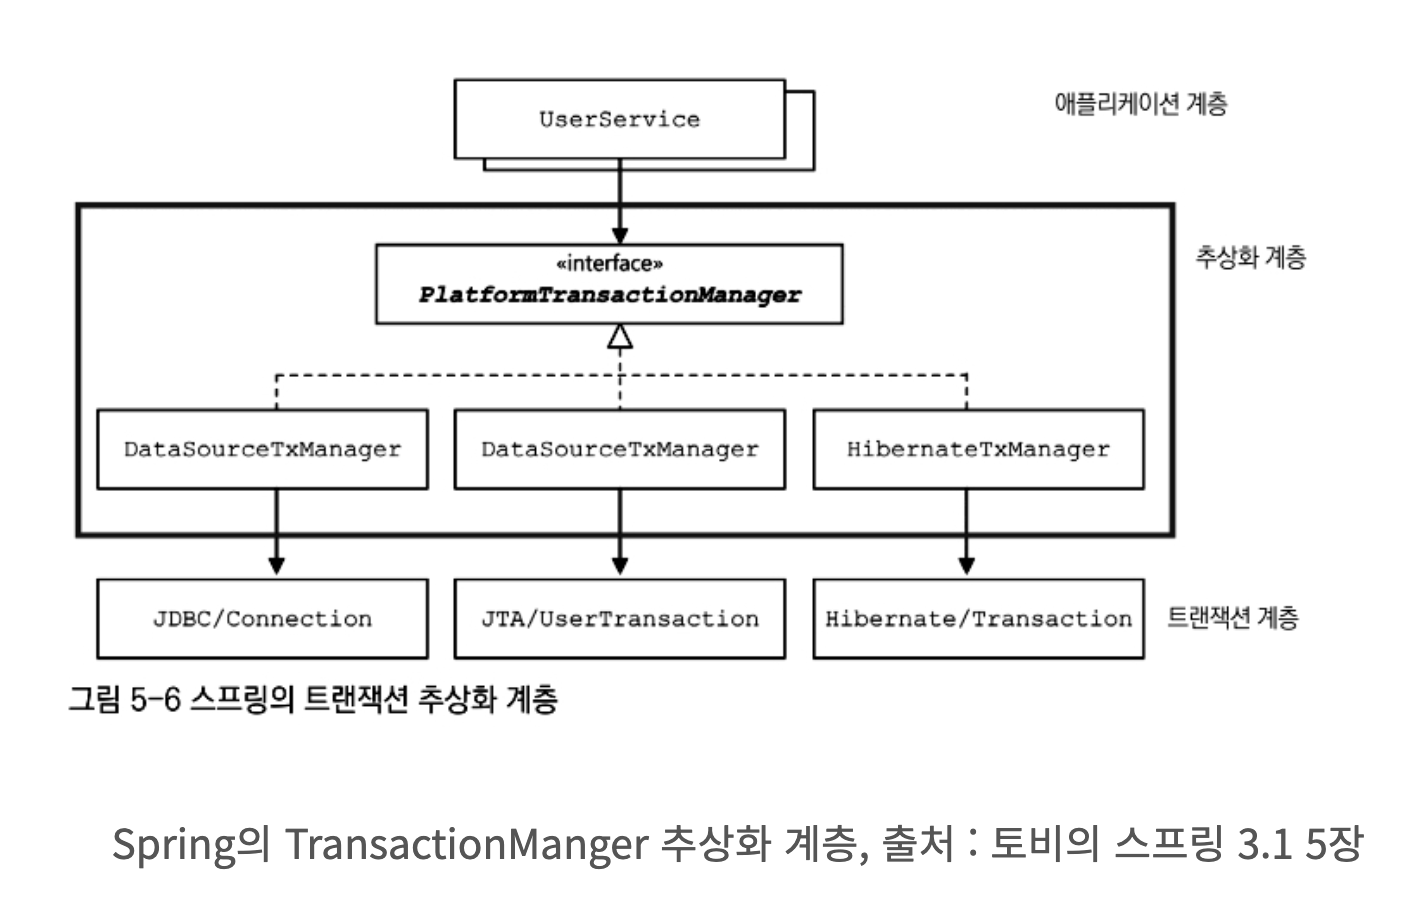 UserService
애플리케이션 계층
«interface»
PlatformTransactionManager
추상화 계층
DataSourceTxManager
DataSourceTxManager
HibernateTxManager
JDBC/Connection
JTA/UserTransaction
Hibernate/Transaction
트랜잭션 계층
그림 5-6 스프링의 트랜잭션 추상화 계층
Spring의 TransactionManger 추상화 계층, 출처 : 토비의 스프링 3.1 5장